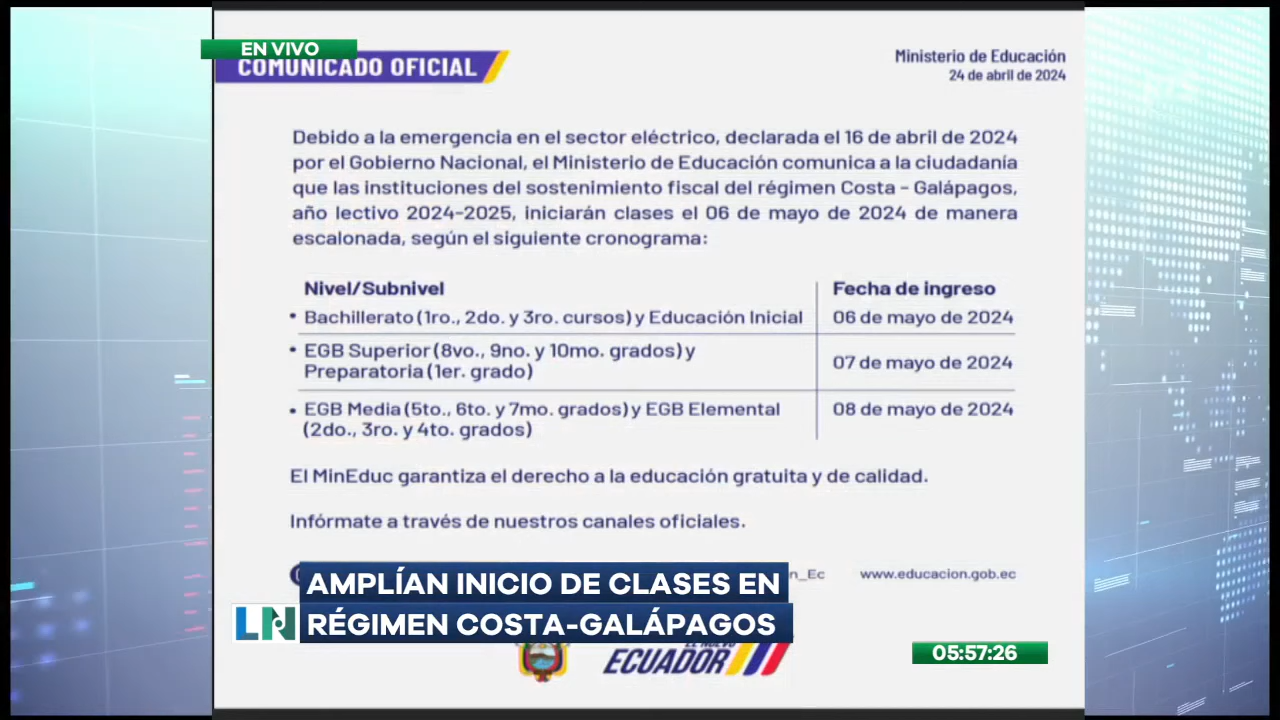 EN VIVO
COMUNICADO OFICIAL
Ministerio de Educación
24 de abril de 2024
Debido a la emergencia en el sector eléctrico, declarada el 16 de abril de 2024
por el Gobierno Nacional, el Ministerio de Educación comunica a la ciudadanía
que las instituciones del sostenimiento fiscal del régimen Costa - Galápagos,
año lectivo 2024-2025, iniciarán clases el 06 de mayo de 2024 de manera
escalonada, según el siguiente cronograma:
Nivel/Subnivel Fecha de ingreso
• Bachillerato (1ro., 2do. y 3ro. cursos) y Educación Inicial 06 de mayo de 2024
• EGB Superior (8vo., 9no. y 10mo. grados) y
Preparatoria (1er. grado) 07 de mayo de 2024
• EGB Media (5to., 6to. y 7mo. grados) y EGB Elemental 08 de mayo de 2024
(2do., 3ro. y 4to. grados)
El MinEduc garantiza el derecho a la educación gratuita y de calidad.
Infórmate a través de nuestros canales oficiales.
n_Ec www.educacion.gob.ec
AMPLÍAN INICIO DE CLASES EN
LN RÉGIMEN COSTA-GALÁPAGOS
EL NUEVO
ECUADOR
05:57:26